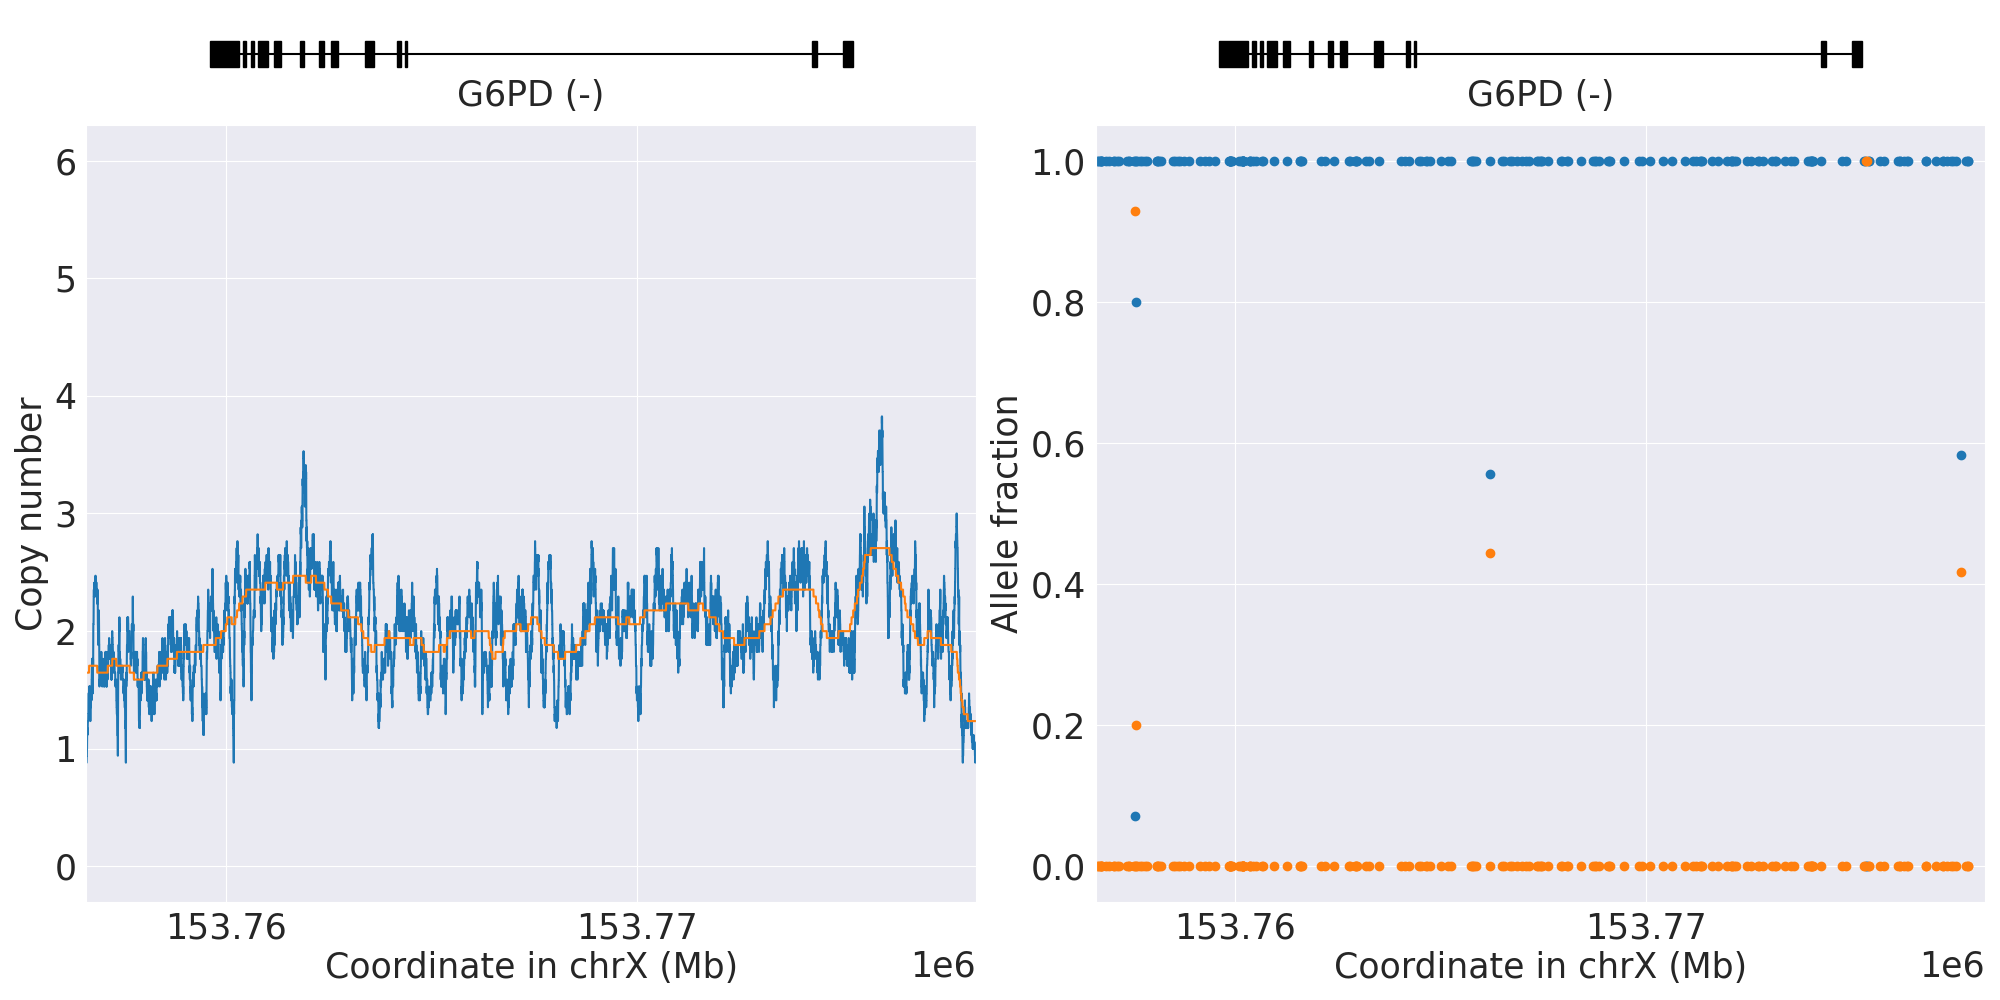 G6PD (-)
6
5
4
3
2
1
0
Copy number
153.76
153.77
Coordinate in chrX (Mb)
1e6
G6PD (-)
1.0
0.8
0.6
0.4
0.2
0.0
Allele fraction
153.76
153.77
Coordinate in chrX (Mb)
1e6